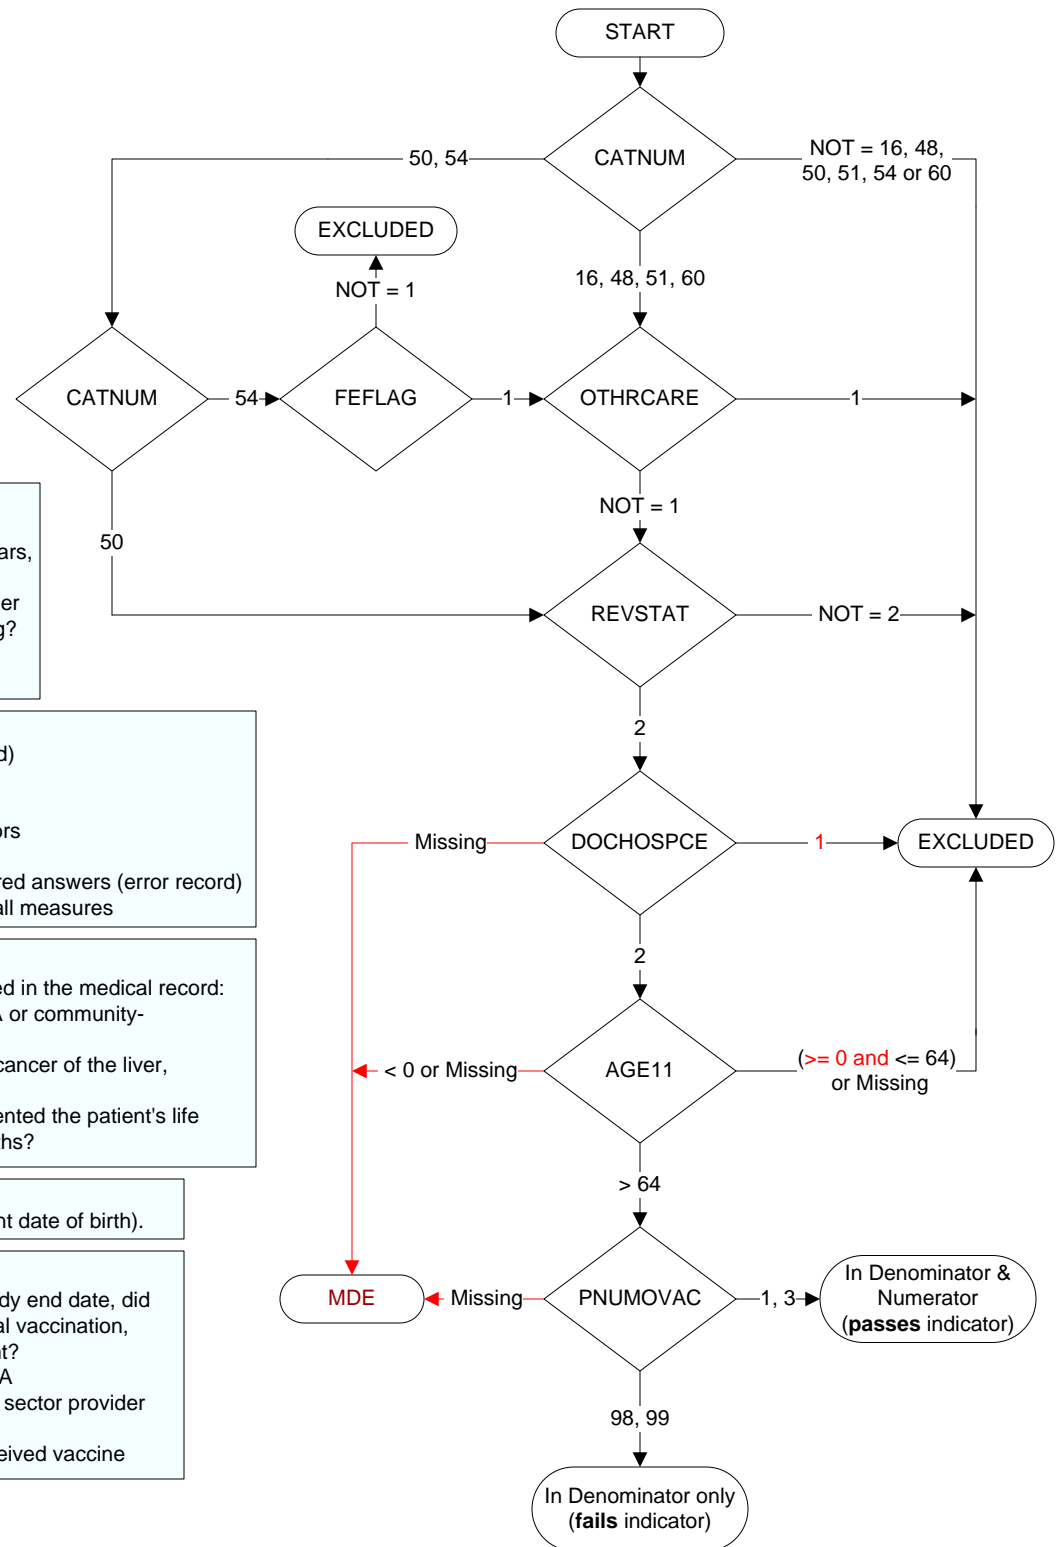 START
CATNUM
50, 54
NOT = 16, 48,
50, 51, 54 or 60
EXCLUDED
NOT = 1
16, 48, 51, 60
CATNUM
54
FEFLAG
1
OTHRCARE
1
NOT = 1
50
REVSTAT
NOT = 2
2
Missing
DOCHOSPCE
1
EXCLUDED
2
< 0 or Missing
AGE11
(>= 0 and <= 64)
or Missing
> 64
MDE
Missing
PNUMOVAC
1, 3
In Denominator &
Numerator
(passes indicator)
98, 99
In Denominator only
(fails indicator)
ars,
er
g?
d)
ors
red answers (error record)
all measures
ed in the medical record:
A or community-
cancer of the liver,
ented the patient's life
ths?
nt date of birth).
dy end date, did
al vaccination,
nt?
A
sector provider
eived vaccine